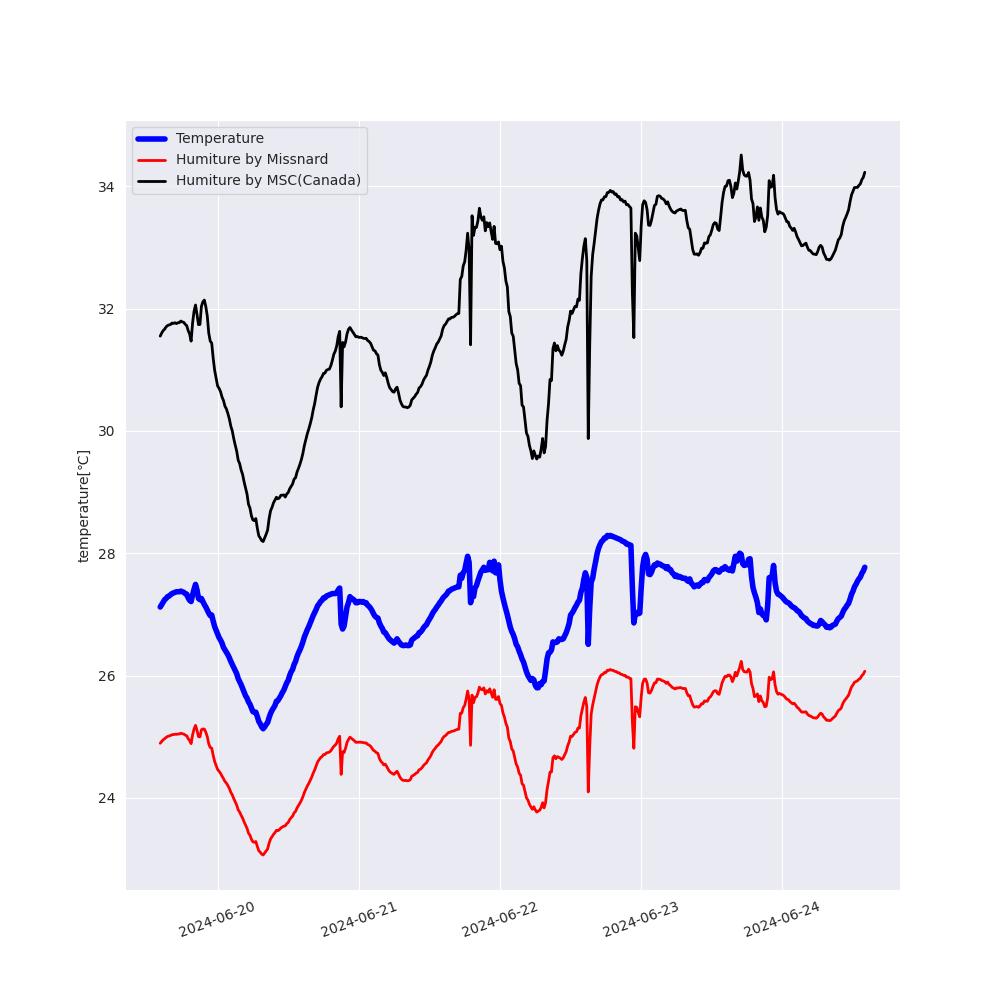 Temperature
Humiture by Missnard
Humiture by MSC(Canada)
34
32
30
28
26
24
temperature[℃]
2024-06-20
2024-06-21
2024-06-22
2024-06-23
2024-06-24